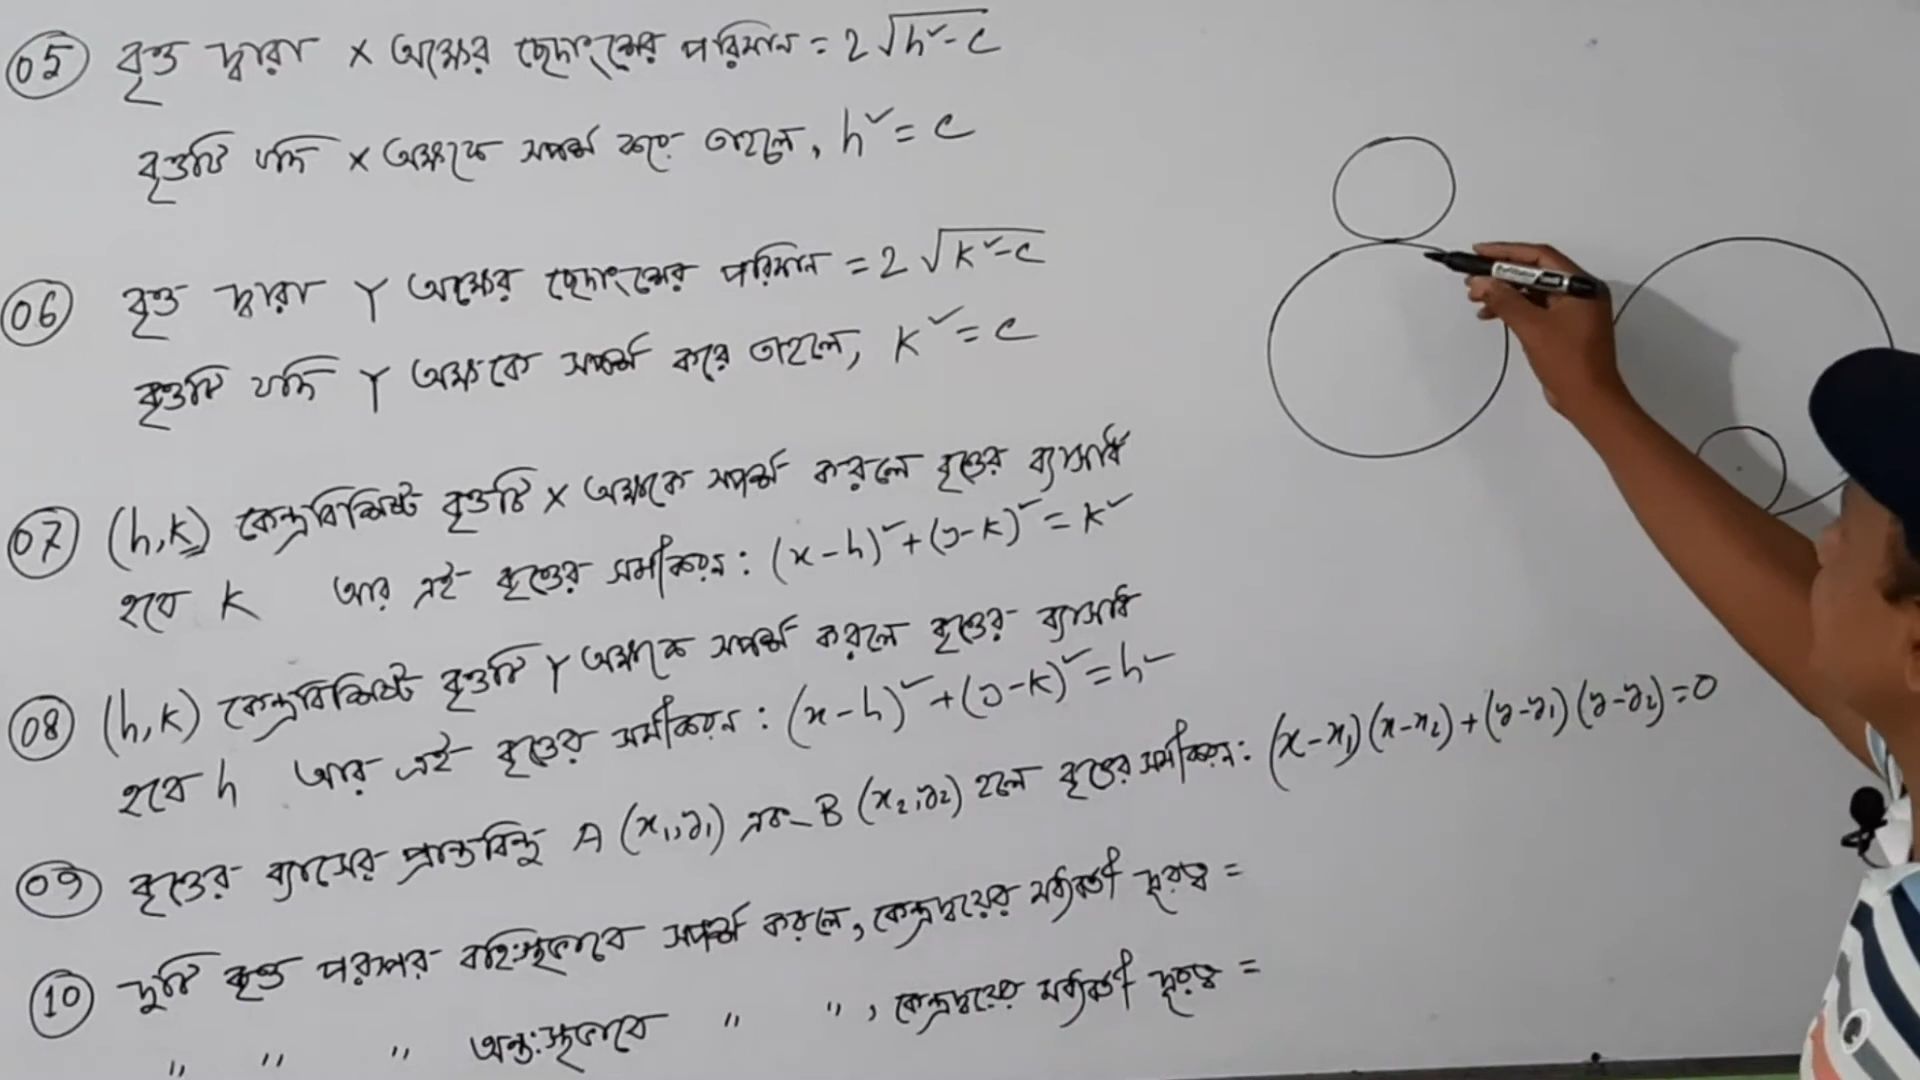 05 বৃত্ত দ্বারা X অক্ষের ছেদাংশের পরিমান = 2√(h² - c)
বৃত্তটি যদি X অক্ষকে স্পর্শ করে তাহলে, h² = c
06 বৃত্ত দ্বারা Y অক্ষের ছেদাংশের পরিমান = 2√(k² - c)
বৃত্তটি যদি Y অক্ষকে স্পর্শ করে তাহলে, k² = c
07 (h, k) কেন্দ্রবিশিষ্ট বৃত্তটি X অক্ষকে স্পর্শ করলে বৃত্তের ব্যাসার্ধ
হবে k আর এই বৃত্তের সমীকরণ: (x - h)² + (y - k)² = k²
08 (h, k) কেন্দ্রবিশিষ্ট বৃত্তটি Y অক্ষকে স্পর্শ করলে বৃত্তের ব্যাসার্ধ
হবে h আর এই বৃত্তের সমীকরণ: (x - h)² + (y - k)² = h²
09 বৃত্তের ব্যাসের প্রান্তবিন্দু A (x₁, y₁) এবং B (x₂, y₂) হলে বৃত্তের সমীকরণ: (x - x₁)(x - x₂) + (y - y₁)(y - y₂) = 0
10 দুটি বৃত্ত পরস্পর বহিঃস্থভাবে স্পর্শ করলে, কেন্দ্রদ্বয়ের মধ্যবর্তী দূরত্ব =
" " " অন্তঃস্থভাবে " ", কেন্দ্রদ্বয়ের মধ্যবর্তী দূরত্ব =